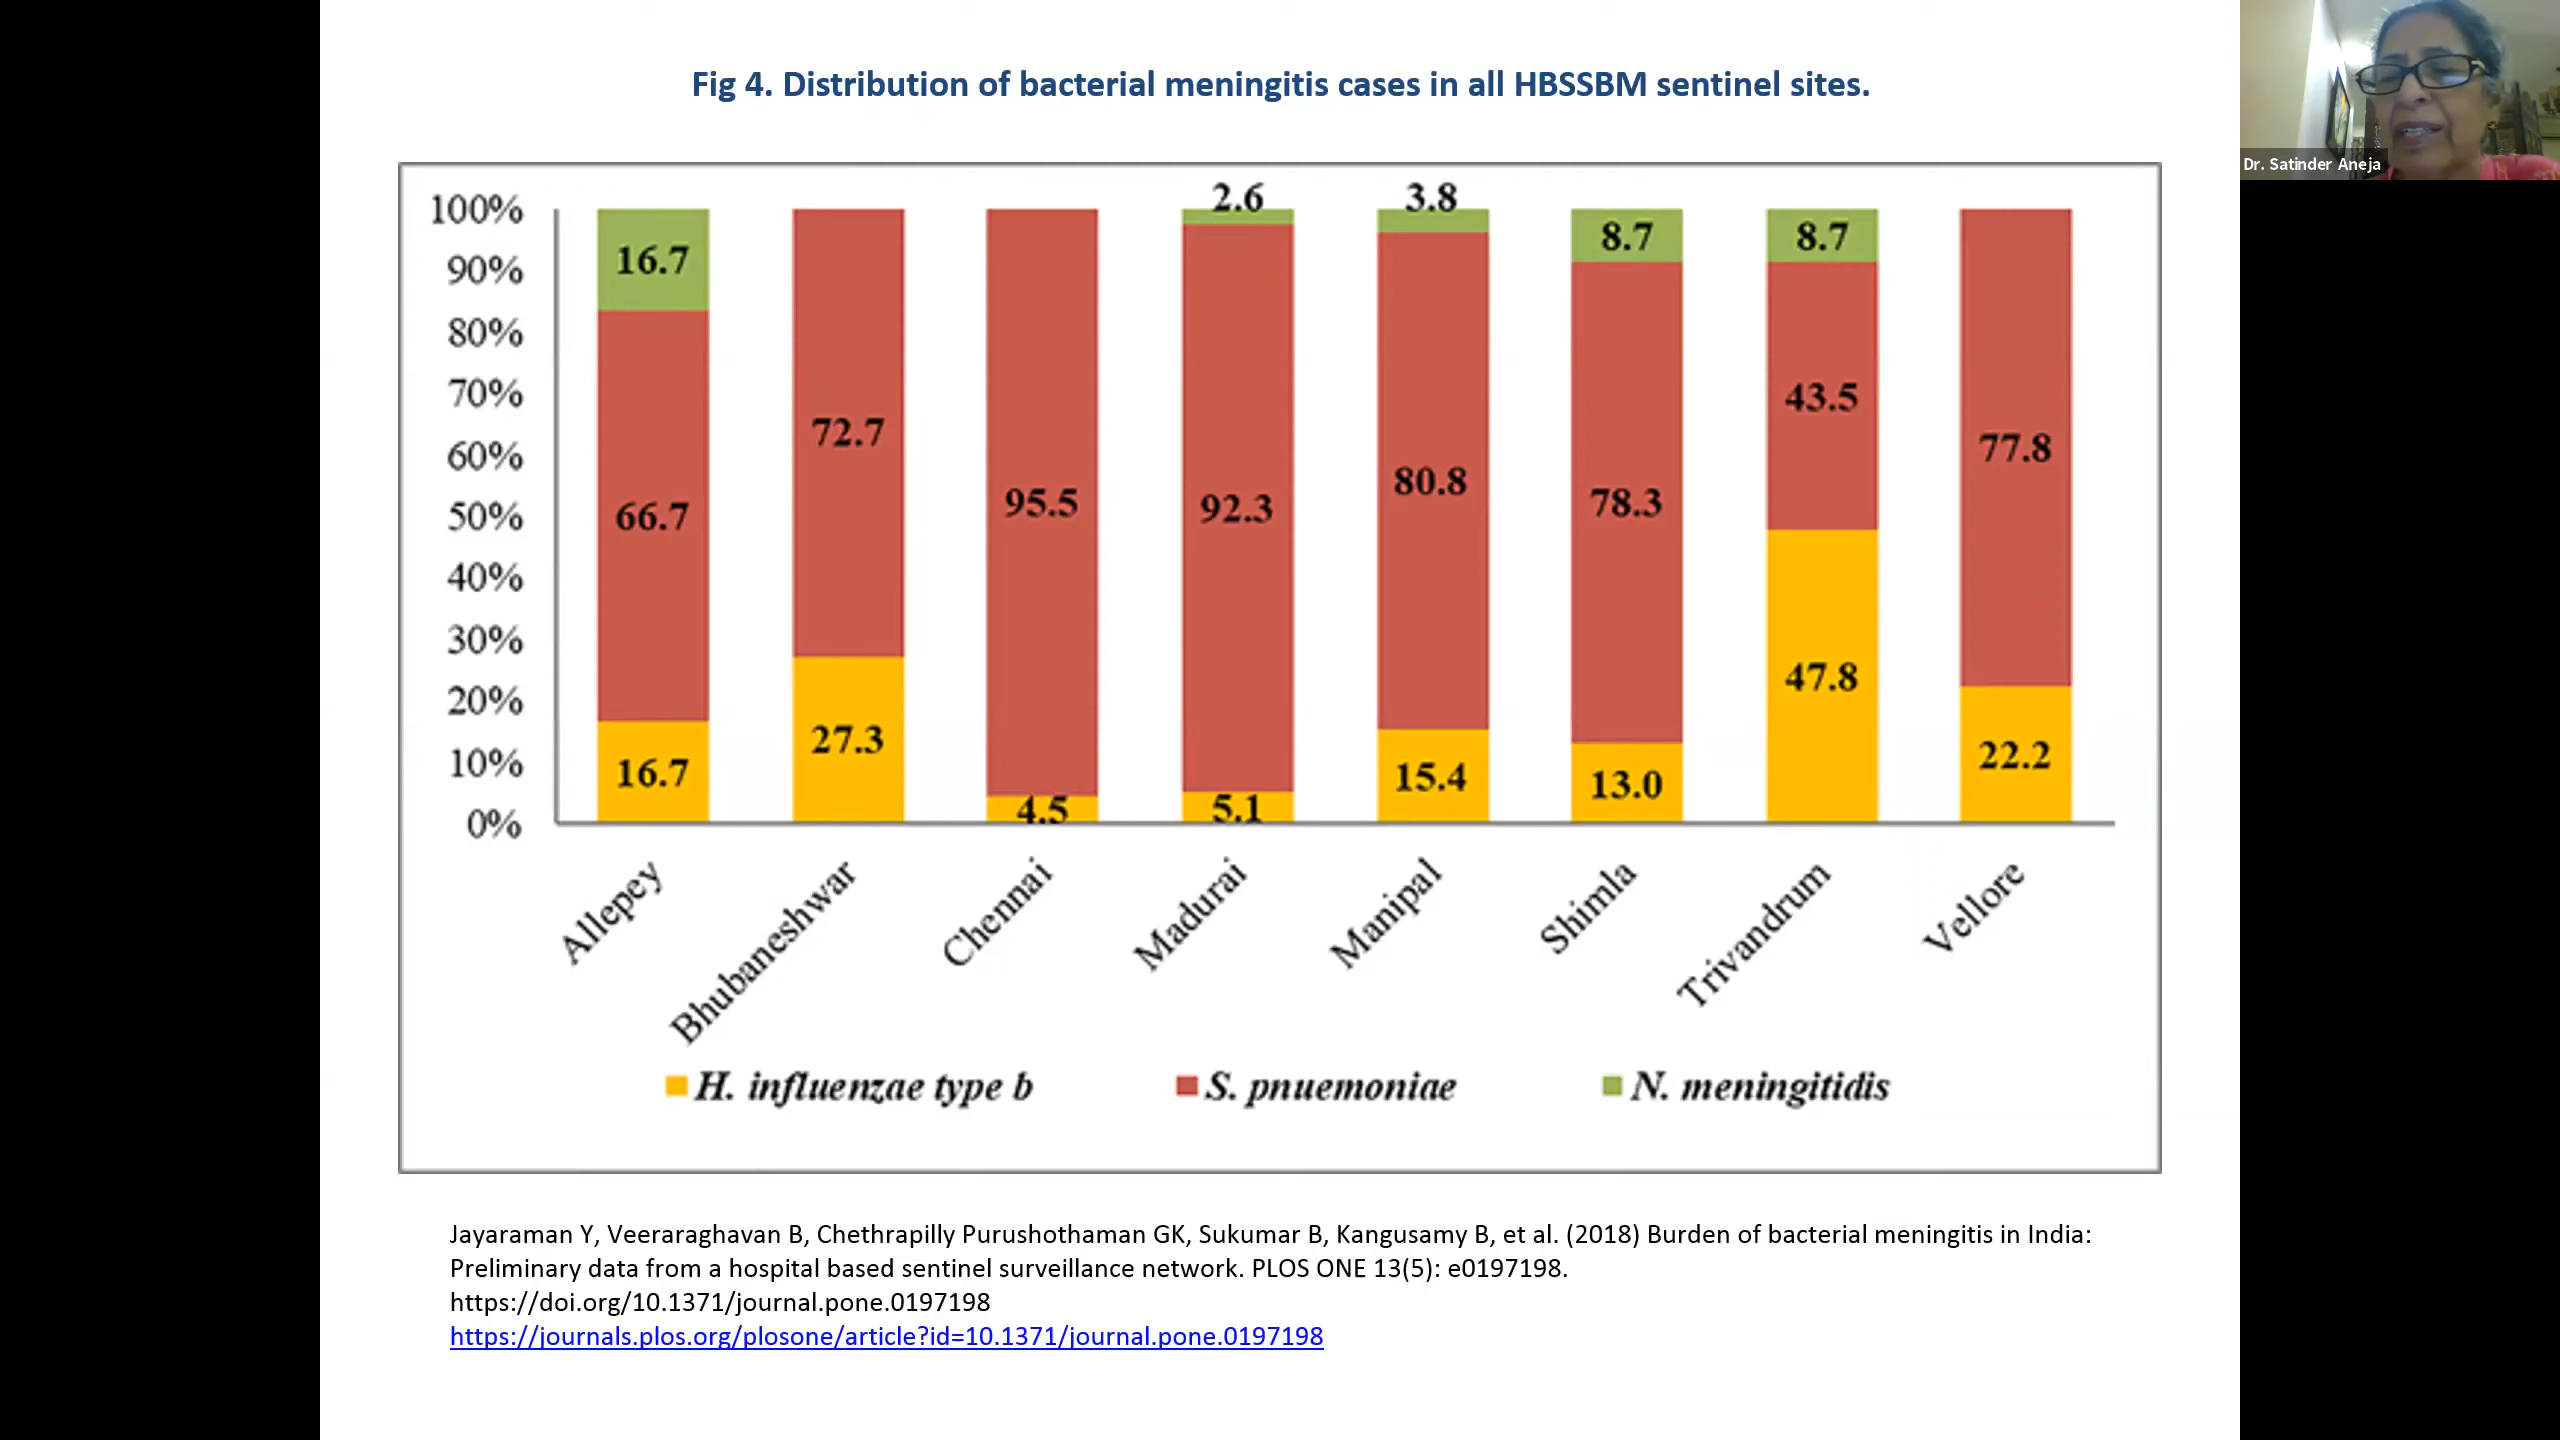 Fig 4. Distribution of bacterial meningitis cases in all HBSSBM sentinel sites.
Dr. Satinder Aneja
100%
90%
80%
70%
60%
50%
40%
30%
20%
10%
0%
16.7
66.7
16.7
72.7
27.3
95.5
4.5
2.6
92.3
5.1
3.8
80.8
15.4
8.7
78.3
13.0
8.7
43.5
47.8
77.8
22.2
Allepey
Bhubaneshwar
Chennai
Madurai
Manipal
Shimla
Trivandrum
Vellore
H. influenzae type b
S. pnuemoniae
N. meningitidis
Jayaraman Y, Veeraraghavan B, Chethrapilly Purushothaman GK, Sukumar B, Kangusamy B, et al. (2018) Burden of bacterial meningitis in India:
Preliminary data from a hospital based sentinel surveillance network. PLOS ONE 13(5): e0197198.
https://doi.org/10.1371/journal.pone.0197198
https://journals.plos.org/plosone/article?id=10.1371/journal.pone.0197198